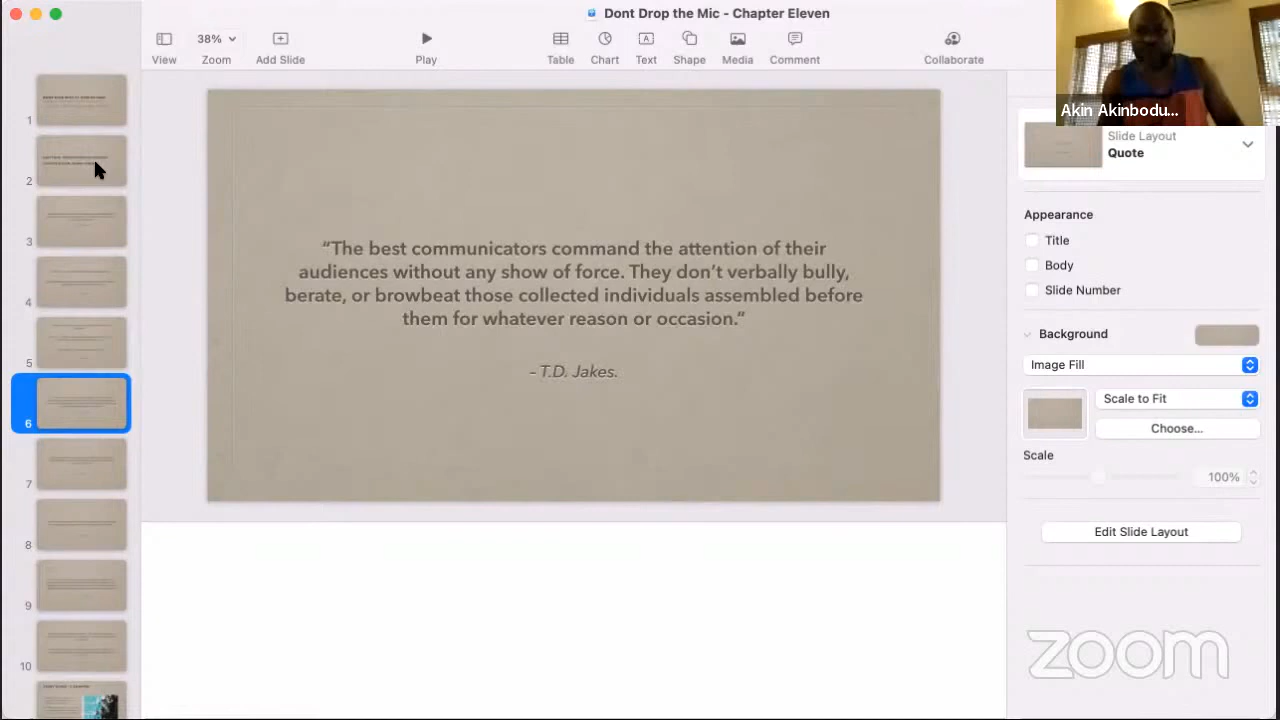 Dont Drop the Mic - Chapter Eleven
38%
View
Zoom
Add Slide
Play
Table
Chart
Text
Shape
Media
Comment
Collaborate
Akin Akinbodu...
1
2
3
4
5
6
7
8
9
10
“The best communicators command the attention of their
audiences without any show of force. They don’t verbally bully,
berate, or browbeat those collected individuals assembled before
them for whatever reason or occasion.”
– T.D. Jakes.
Slide Layout
Quote
Appearance
Title
Body
Slide Number
Background
Image Fill
Scale to Fit
Choose...
Scale
100%
Edit Slide Layout
zoom